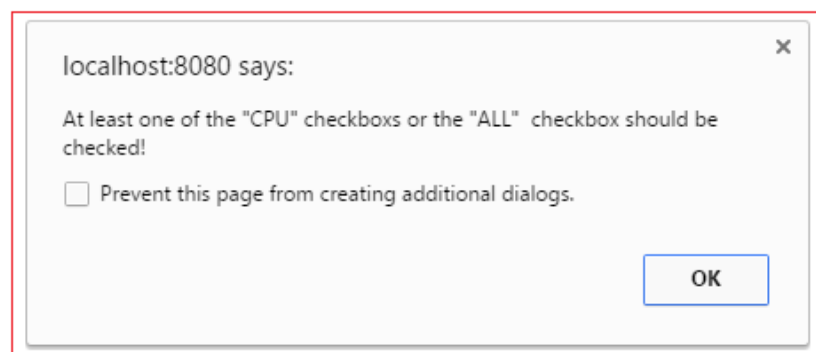 localhost:8080 says:
At least one of the "CPU" checkboxs or the "ALL"  checkbox should be
checked!
Prevent this page from creating additional dialogs.
OK